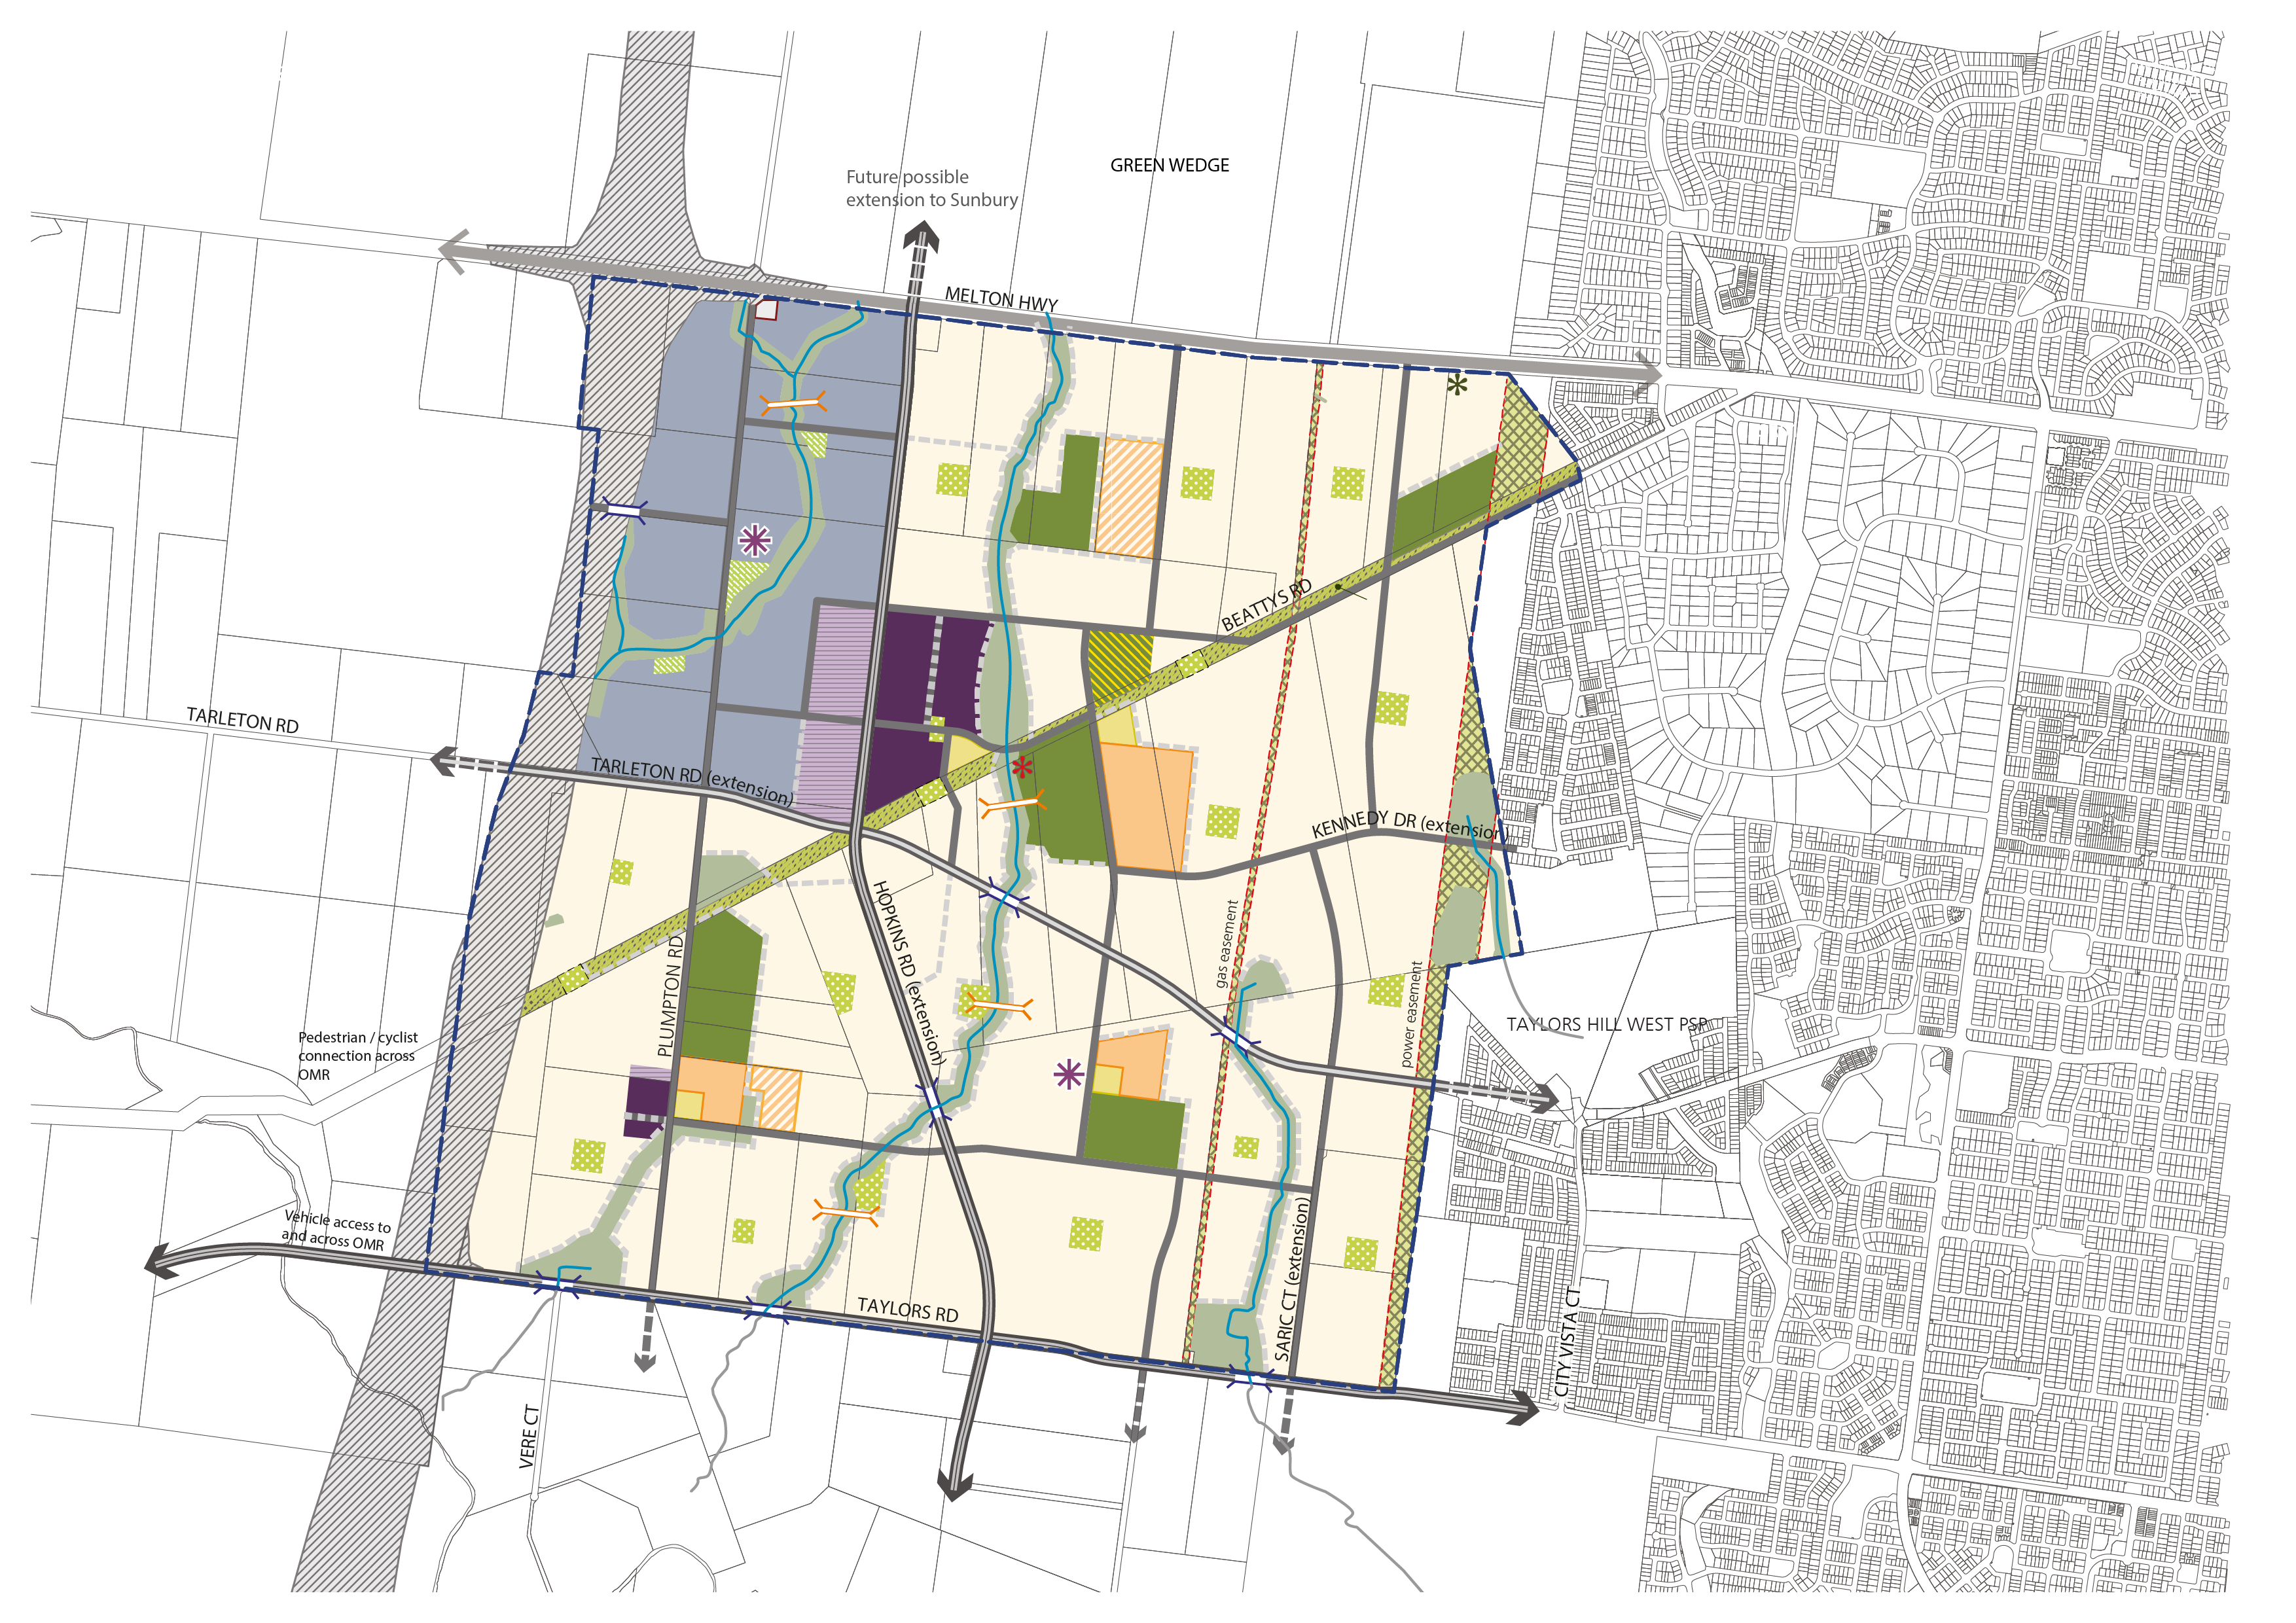 GREEN WEDGE
Future possible
extension to Sunbury
MELTON HWY
BEATTYS RD
TARLETON RD
TARLETON RD (extension)
KENNEDY DR (extension)
HOPKINS RD (extension)
gas easement
PLUMPTON RD
power easement
TAYLORS HILL WEST PSP
Pedestrian / cyclist
connection across
OMR
Vehicle access to
and across OMR
TAYLORS RD
SARIC CT (extension)
CITY VISTA CT
VERE CT